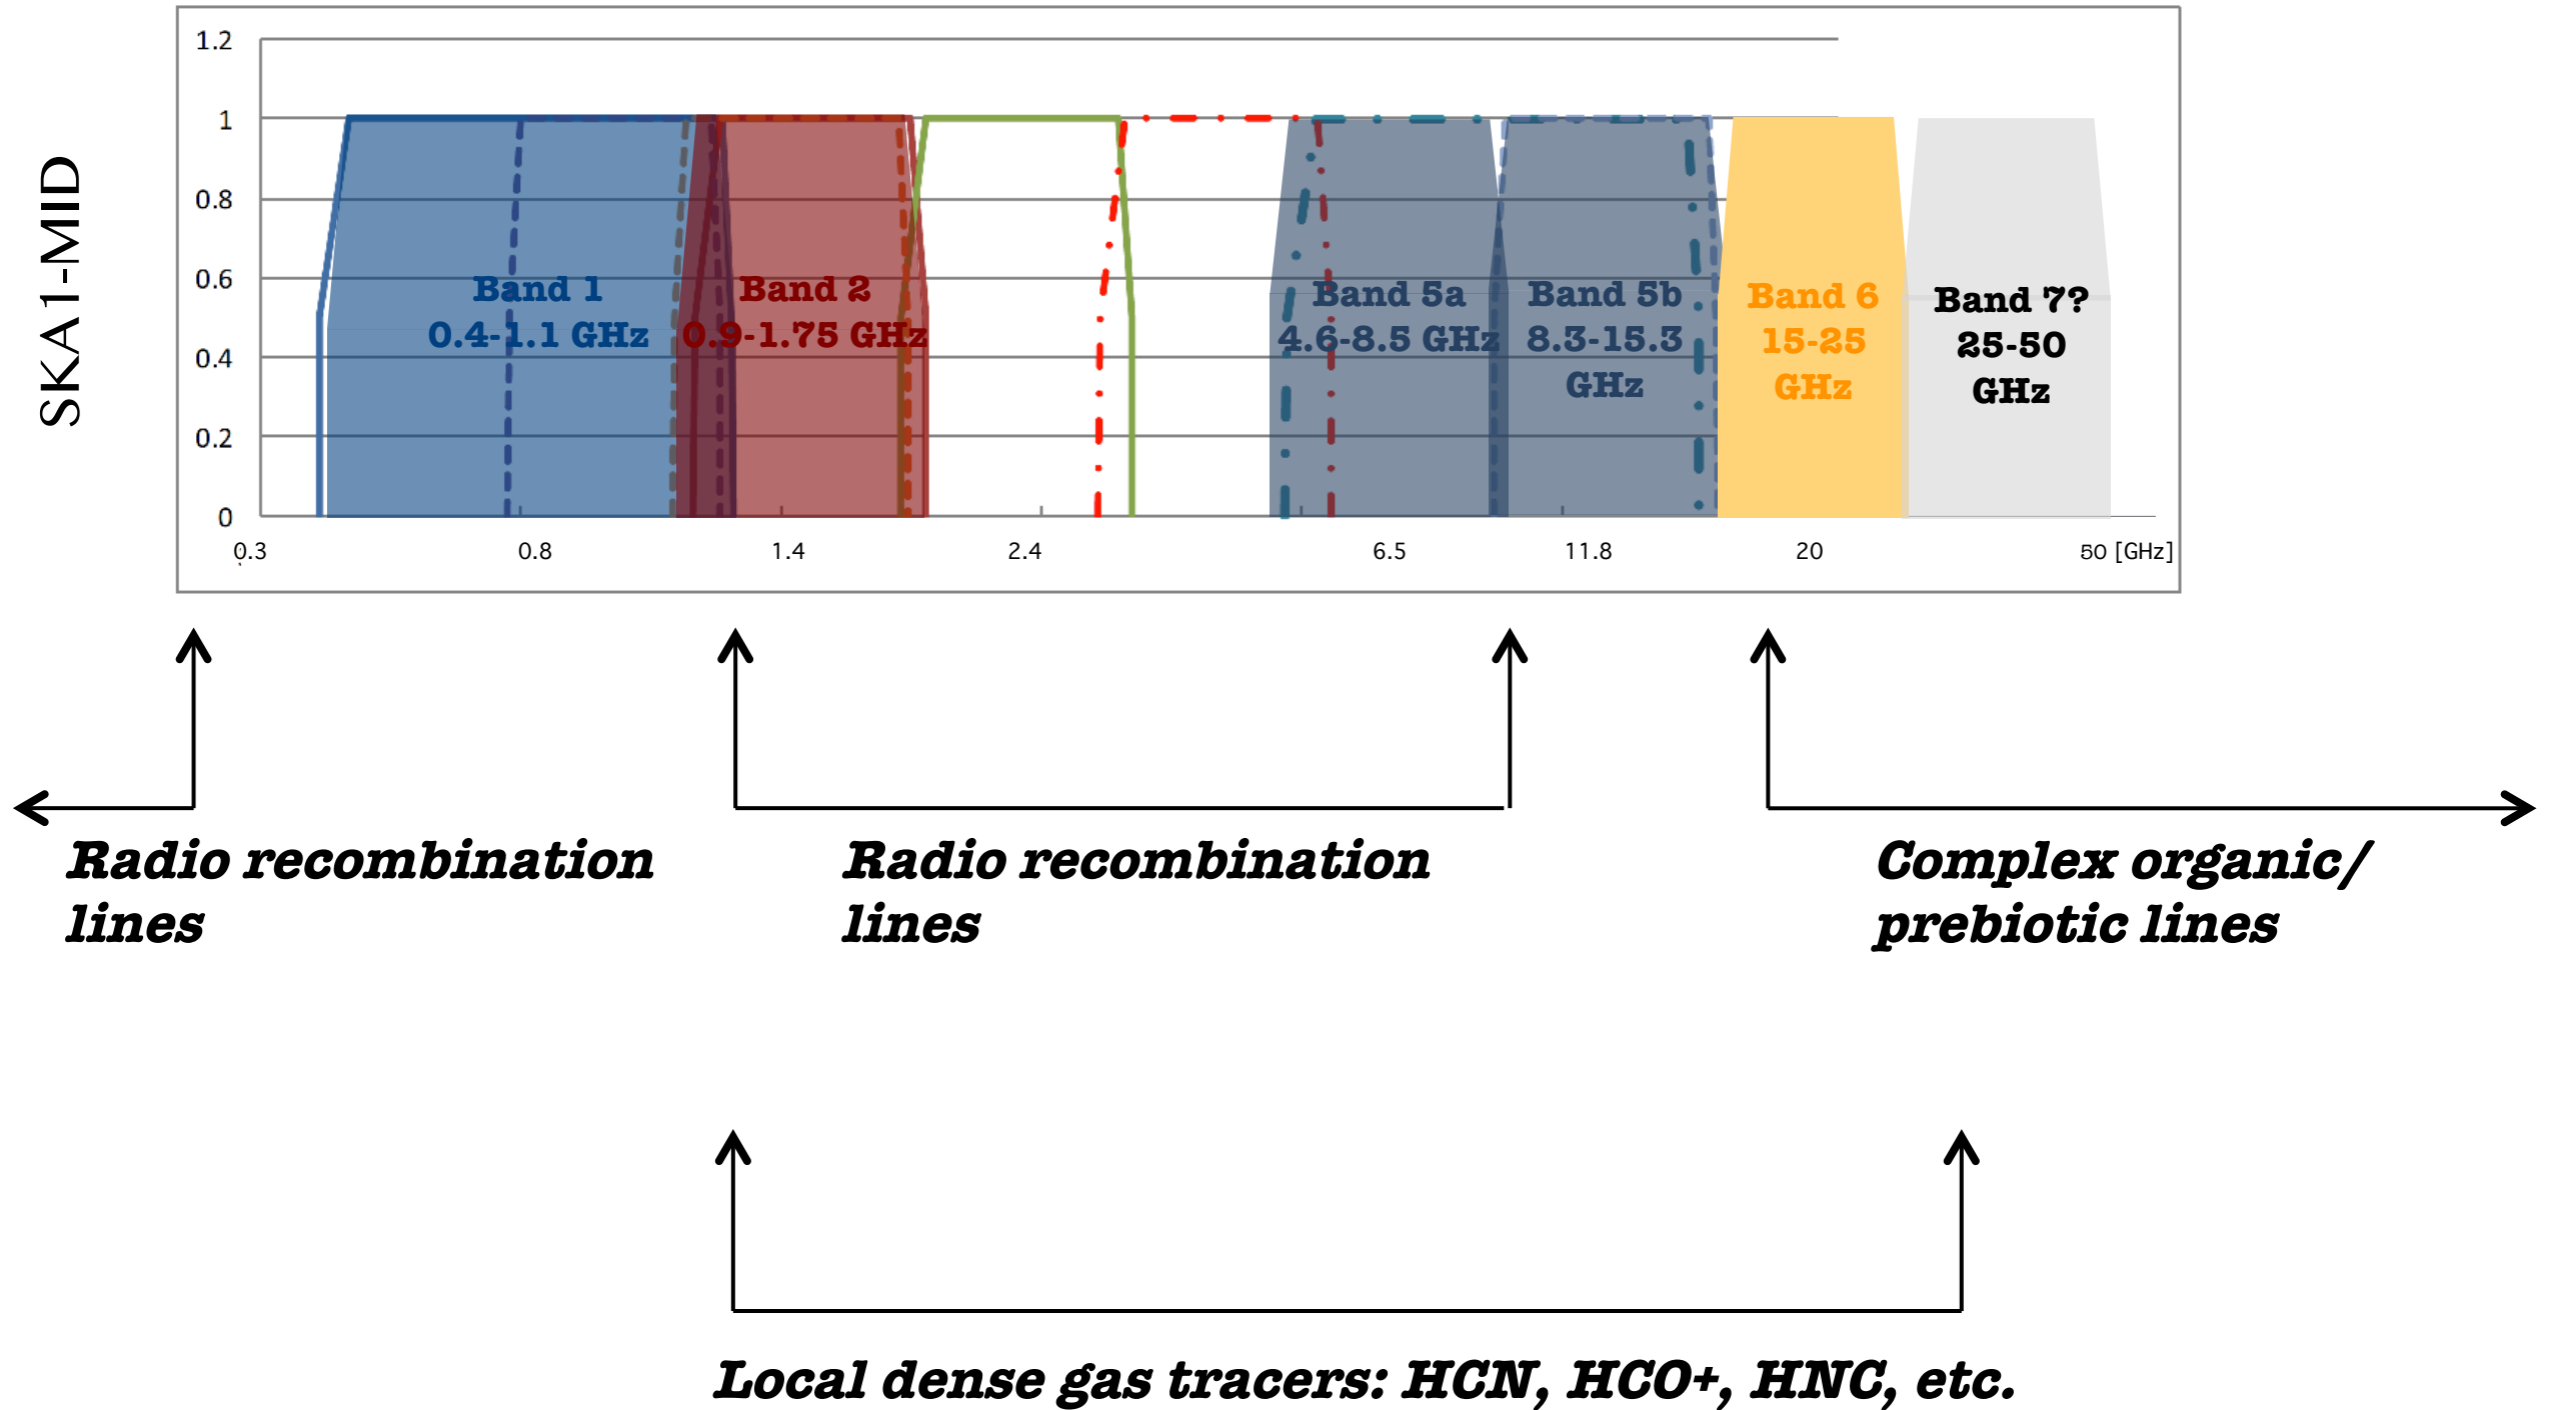 SKA1-MID
1.2
1
0.8
0.6
0.4
0.2
0
Band 1
0.4-1.1 GHz
Band 2
0.9-1.75 GHz
Band 5a
4.6-8.5 GHz
Band 5b
8.3-15.3
GHz
Band 6
15-25
GHz
Band 7?
25-50
GHz
0.3 0.8 1.4 2.4 6.5 11.8 20 50 [GHz]
Radio recombination
lines
Radio recombination
lines
Complex organic/
prebiotic lines
Local dense gas tracers: HCN, HCO+, HNC, etc.